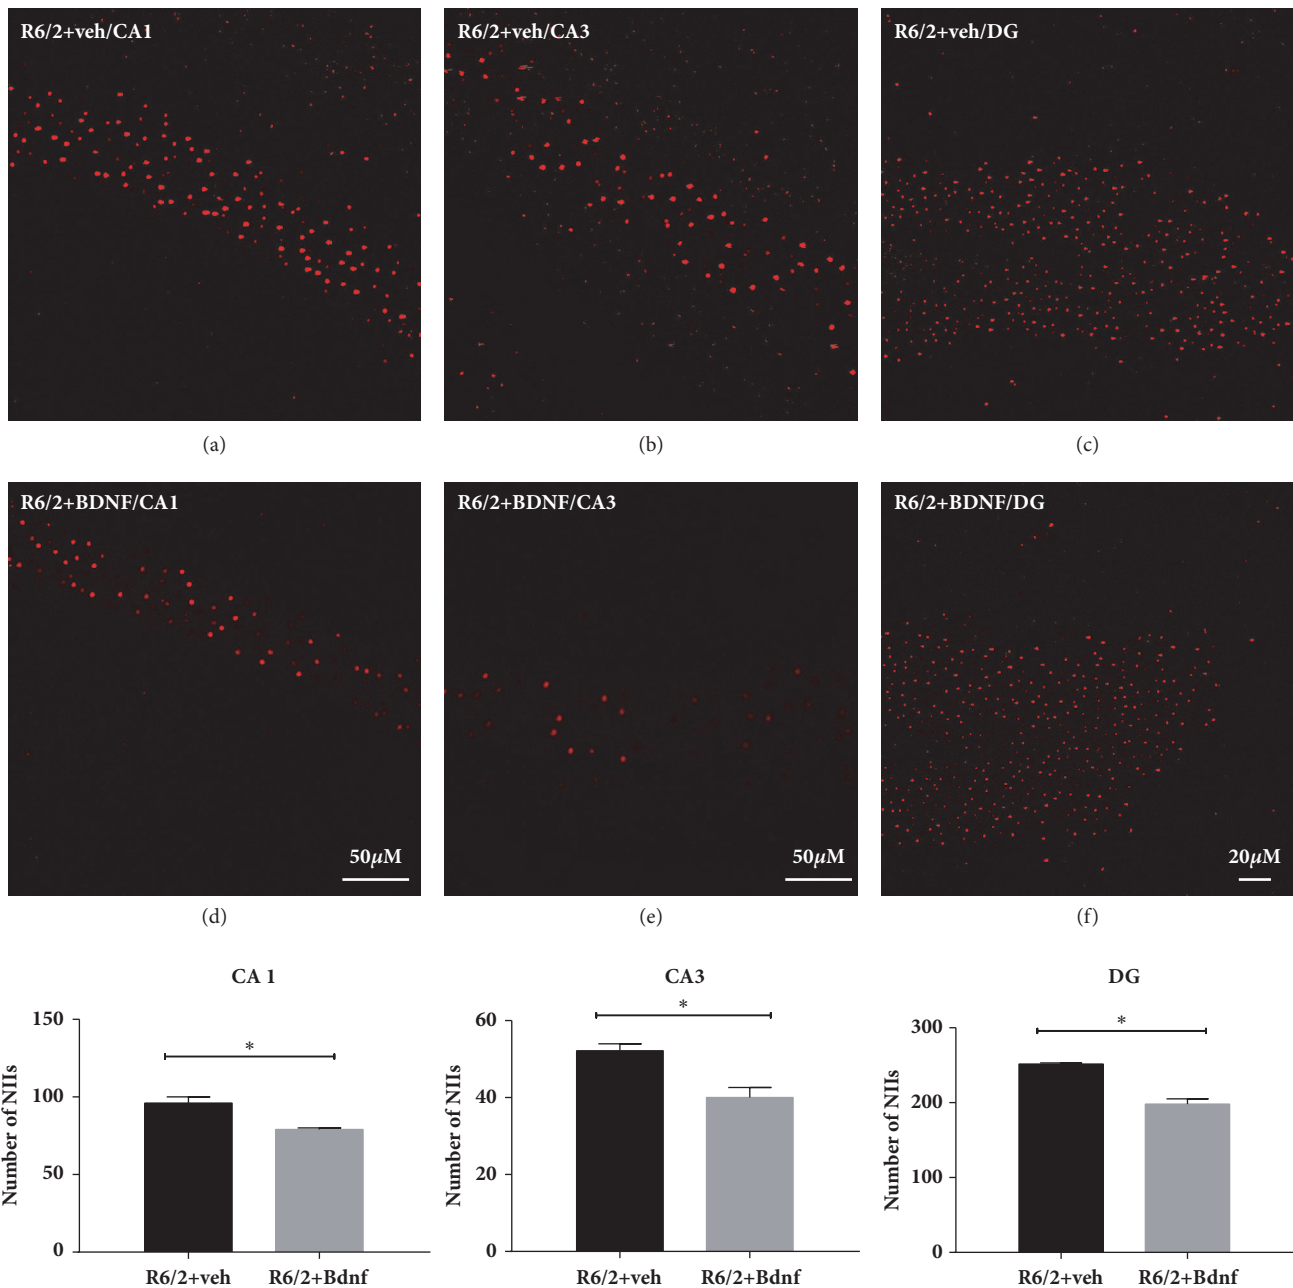 R6/2+veh/CA1
R6/2+veh/CA3
R6/2+veh/DG
(a)
(b)
(c)
R6/2+BDNF/CA1
R6/2+BDNF/CA3
R6/2+BDNF/DG
50μM
50μM
20μM
(d)
(e)
(f)
CA 1
Number of NIIs
150
100
50
0
*
R6/2+veh
R6/2+Bdnf
CA3
Number of NIIs
60
40
20
0
*
R6/2+veh
R6/2+Bdnf
DG
Number of NIIs
300
200
100
0
*
R6/2+veh
R6/2+Bdnf